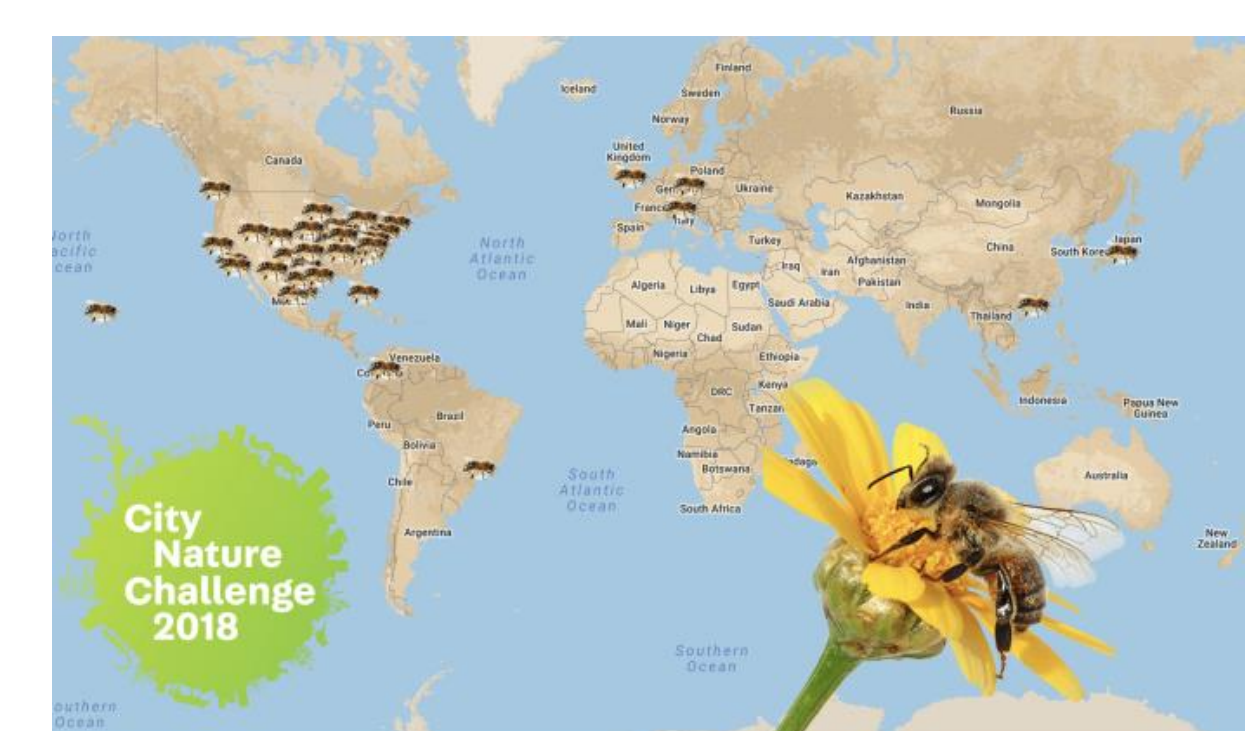 Finland
Iceland
Sweden
Russia
Norway
United
Kingdom
Canada
Poland
Ukraine
Kazakhstan
Mongolia
France
Italy
Spain
North
Atlantic
Ocean
Turkey
China
South Korea
Japan
Iraq
Iran
Afghanistan
Pakistan
Algeria
Libya
Egypt
Saudi Arabia
India
Thailand
Mali
Niger
Chad
Sudan
Nigeria
Ethiopia
Venezuela
DRC
Kenya
Indonesia
Papua New
Guinea
Brazil
Peru
Bolivia
Angola
Namibia
Botswana
Chile
South
Atlantic
Ocean
South Africa
Australia
Argentina
New
Zealand
City
Nature
Challenge
2018
Southern
Ocean